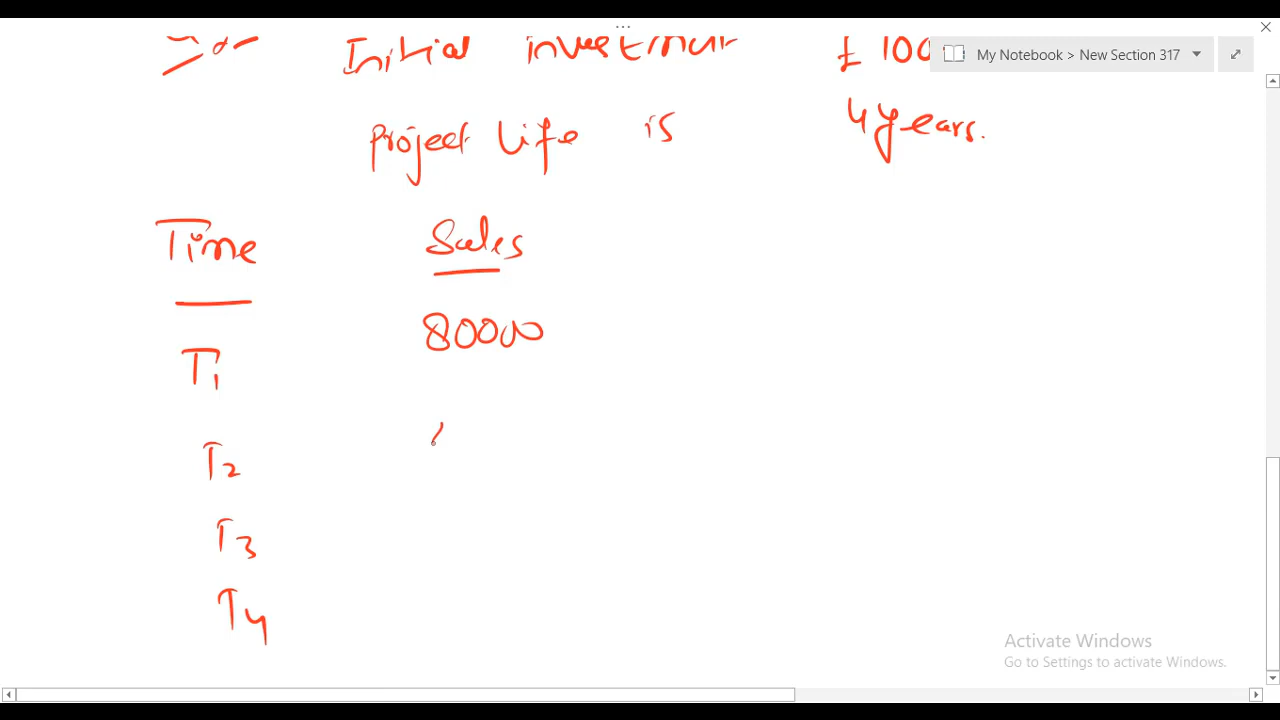 Initial investment £ 100
My Notebook > New Section 317
Project Life is 4 years.
Time Sales
T1 80000
T2
T3
T4
Activate Windows
Go to Settings to activate Windows.